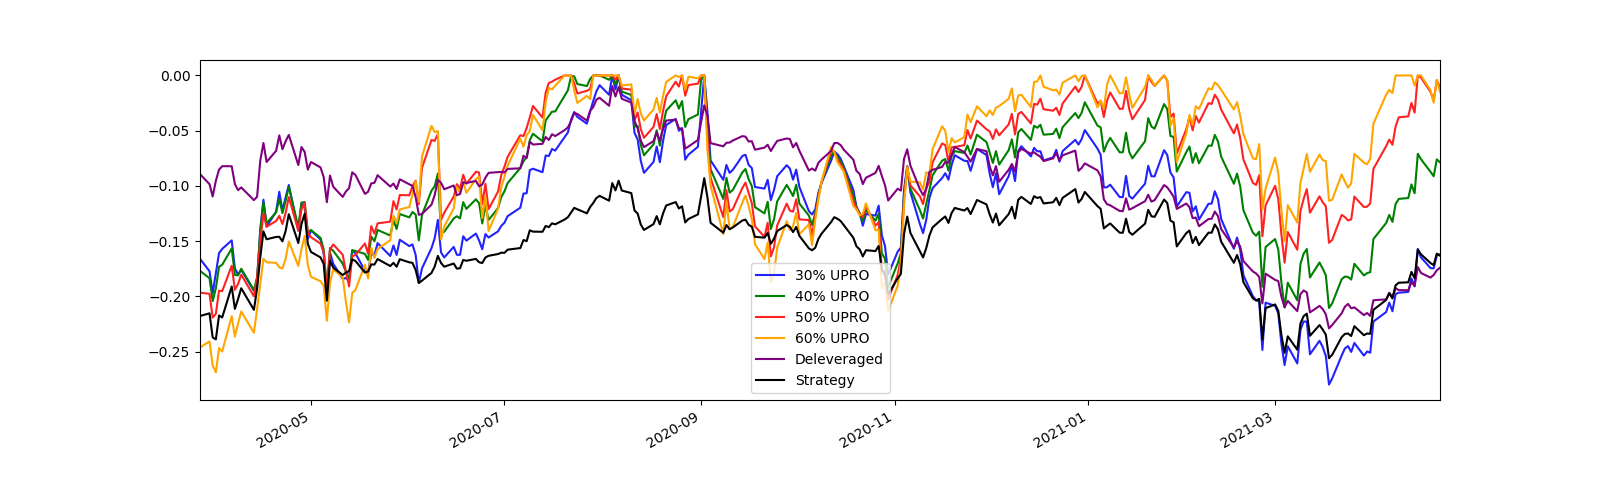 0.00
−0.05
−0.10
−0.15
−0.20
−0.25
30% UPRO
40% UPRO
50% UPRO
60% UPRO
Deleveraged
Strategy
2020-05
2020-07
2020-09
2020-11
2021-01
2021-03